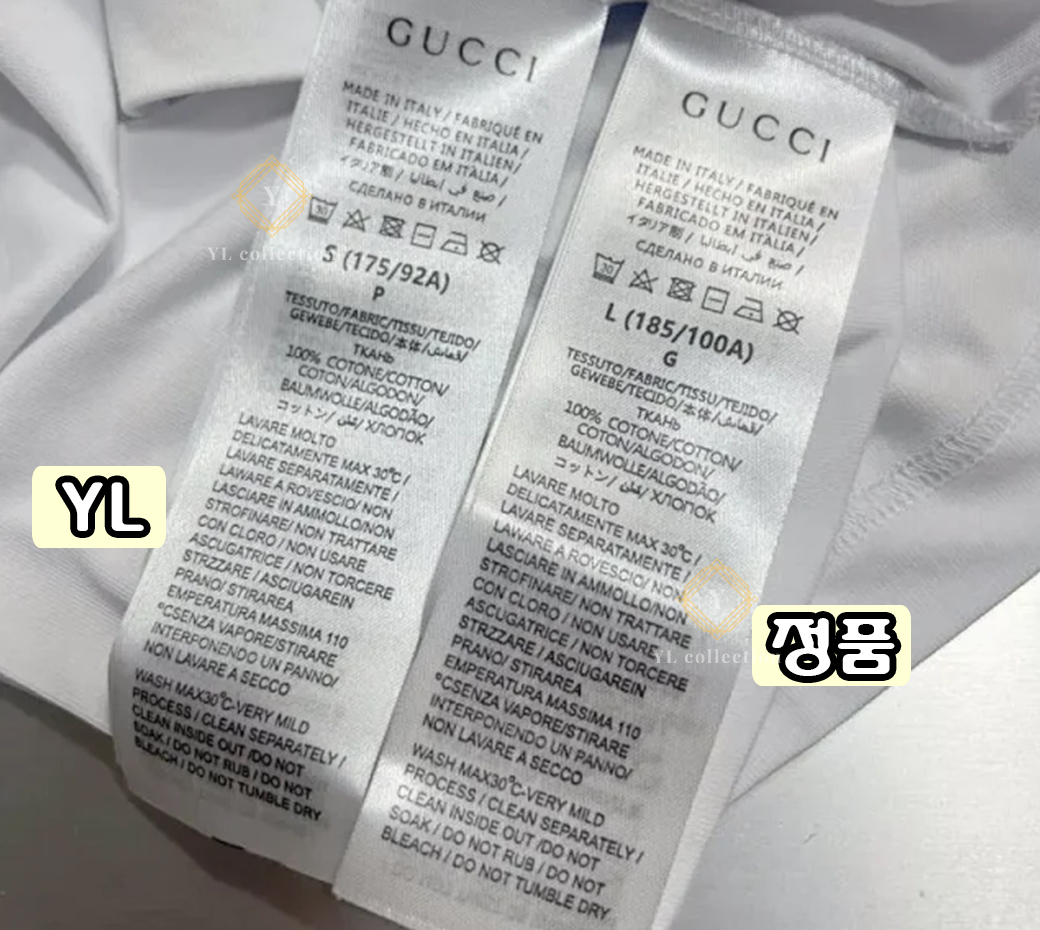 GUCCI
MADE IN ITALY / FABRIQUÉ EN
ITALIE / HECHO EN ITALIA /
HERGESTELLT IN ITALIEN/
FABRICADO EM ITALIA/
イタリア製 / صنع في ايطاليا /
СДЕЛАНО В ИТАЛИИ
30
S (175/92A)
P
TESSUTO/FABRIC/TISSU/TEJIDO/
GEWEBE/TECIDO/本体/القماش/
ТКАНЬ
100% COTONE/COTTON/
COTON/ALGODON/
BAUMWOLLE/ALGODÃO/
コットン/ قطن/ ХЛОПОК
LAVARE MOLTO
DELICATAMENTE MAX 30℃ /
LAVARE SEPARATAMENTE /
LAWARE A ROVESCIO/ NON
LASCIARE IN AMMOLLO/NON
STROFINARE/ NON TRATTARE
CON CLORO / NON USARE
ASCUGATRICE / NON TORCERE
STRZZARE / ASCIUGAREIN
PRANO/ STIRAREA
EMPERATURA MASSIMA 110
°CSENZA VAPORE/STIRARE
INTERPONENDO UN PANNO/
NON LAVARE A SECCO
WASH MAX30℃-VERY MILD
PROCESS / CLEAN SEPARATELY /
CLEAN INSIDE OUT /DO NOT
SOAK / DO NOT RUB / DO NOT
BLEACH / DO NOT TUMBLE DRY
GUCCI
MADE IN ITALY / FABRIQUÉ EN
ITALIE / HECHO EN ITALIA /
HERGESTELLT IN ITALIEN/
FABRICADO EM ITALIA /
イタリア製 / صنع في ايطاليا /
СДЕЛАНО В ИТАЛИИ
30
L (185/100A)
G
TESSUTO/FABRIC/TISSU/TEJIDO/
GEWEBE/TECIDO/本体/القماش/
ТКАНЬ
100% COTONE/COTTON/
COTON/ALGODON/
BAUMWOLLE/ALGODÃO/
コットン/ قطن/ ХЛОПОК
LAVARE MOLTO
DELICATAMENTE MAX 30℃ /
LAVARE SEPARATAMENTE /
LAWARE A ROVESCIO/ NON
LASCIARE IN AMMOLLO/NON
STROFINARE/ NON TRATTARE
CON CLORO / NON USARE
ASCUGATRICE / NON TORCERE
STRZZARE / ASCIUGAREIN
PRANO/ STIRAREA
EMPERATURA MASSIMA 110
°CSENZA VAPORE/STIRARE
INTERPONENDO UN PANNO/
NON LAVARE A SECCO
WASH MAX30℃-VERY MILD
PROCESS / CLEAN SEPARATELY /
CLEAN INSIDE OUT /DO NOT
SOAK / DO NOT RUB / DO NOT
BLEACH / DO NOT TUMBLE DRY
YL
정품
YL collection
YL collect